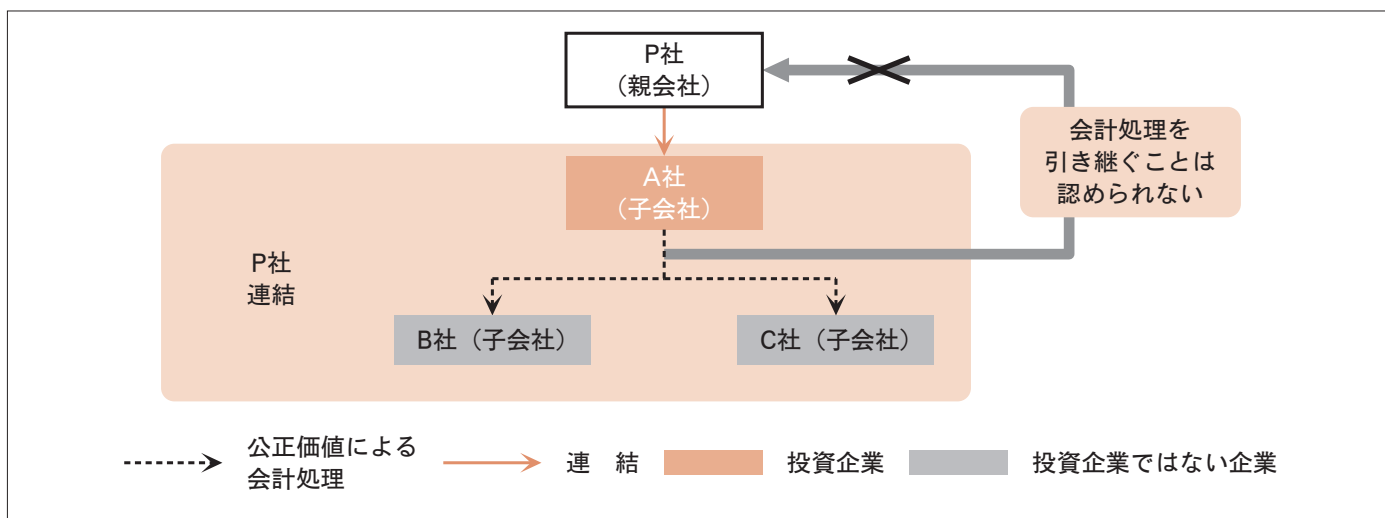 P社
（親会社）
会計処理を
引き継ぐことは
認められない
A社
（子会社）
P社
連結
B社（子会社）
C社（子会社）
公正価値による
会計処理
連　結
投資企業
投資企業ではない企業